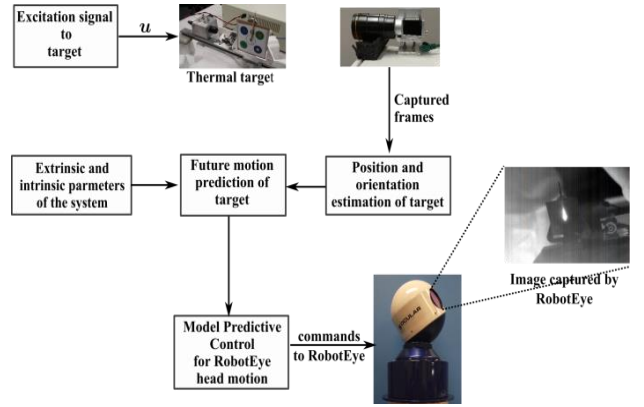 Excitation signal
to
target
u
Thermal target
Captured
frames
Extrinsic and
intrinsic parmeters
of the system
Future motion
prediction of
target
Position and
orientation
estimation of target
Image captured by
RobotEye
Model Predictive
Control
for RobotEye
head motion
commands
to RobotEye
OCULAR